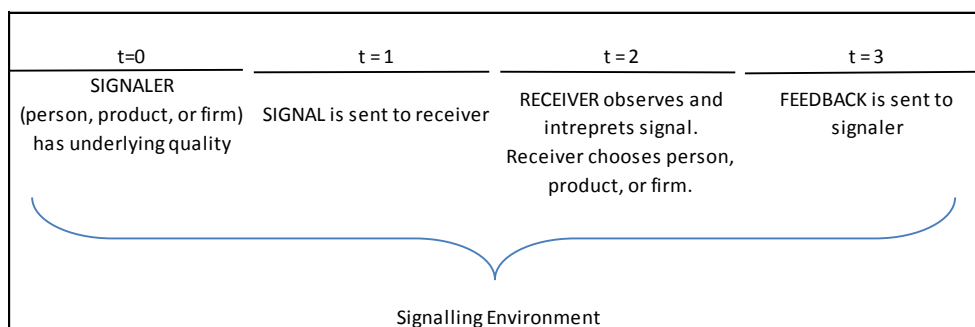 t=0
t = 1
t = 2
t = 3
SIGNALER
(person, product, or firm)
has underlying quality
SIGNAL is sent to receiver
RECEIVER observes and
intreprets signal.
Receiver chooses person,
product, or firm.
FEEDBACK is sent to
signaler
Signalling Environment